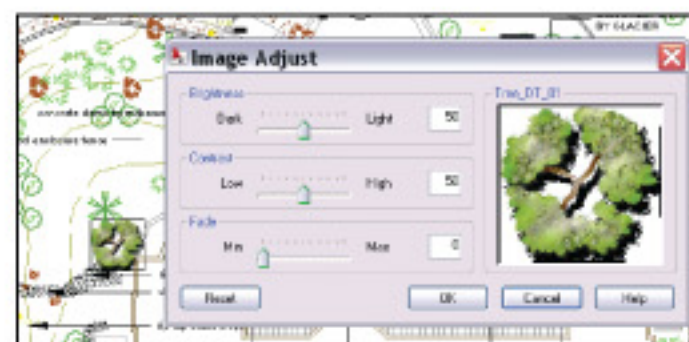 BY GLACIER
Image Adjust
Brightness
Dark
Light
50
Contrast
Low
High
50
Fade
Min
Max
0
Tree_DT_01
Reset
OK
Cancel
Help